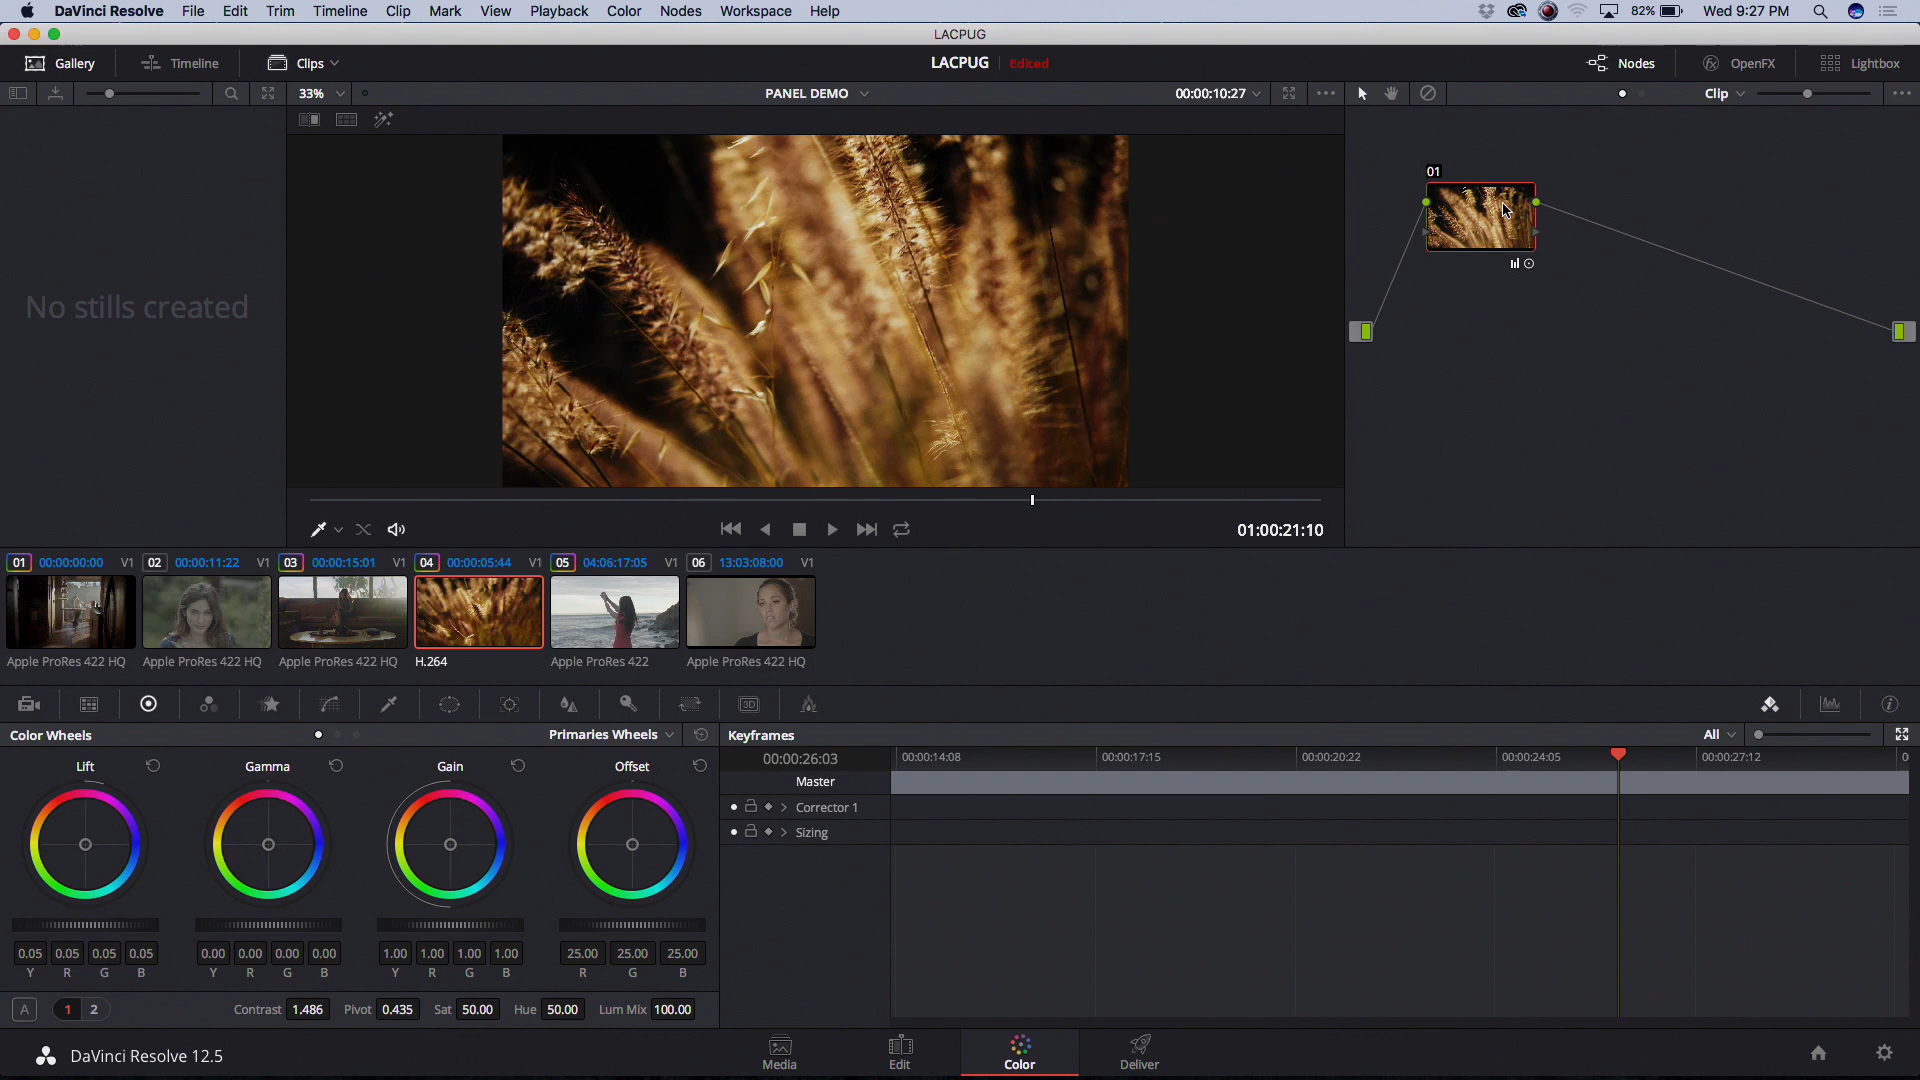 DaVinci Resolve File Edit Trim Timeline Clip Mark View Playback Color Nodes Workspace Help 82% Wed 9:27 PM
LACPUG
Gallery Timeline Clips LACPUG Edited Nodes OpenFX Lightbox
33% PANEL DEMO 00:00:10:27 Clip
01
No stills created
01:00:21:10
01 00:00:00:00 V1 02 00:00:11:22 V1 03 00:00:15:01 V1 04 00:00:05:44 V1 05 04:06:17:05 V1 06 13:03:08:00 V1
Apple ProRes 422 HQ Apple ProRes 422 HQ Apple ProRes 422 HQ H.264 Apple ProRes 422 Apple ProRes 422 HQ
3D
Color Wheels Primaries Wheels Keyframes All
00:00:26:03 00:00:14:08 00:00:17:15 00:00:20:22 00:00:24:05 00:00:27:12 0
Lift Gamma Gain Offset Master
Corrector 1
Sizing
0.05 0.05 0.05 0.05 0.00 0.00 0.00 0.00 1.00 1.00 1.00 1.00 25.00 25.00 25.00
Y R G B Y R G B Y R G B R G B
A 1 2 Contrast 1.486 Pivot 0.435 Sat 50.00 Hue 50.00 Lum Mix 100.00
DaVinci Resolve 12.5 Media Edit Color Deliver